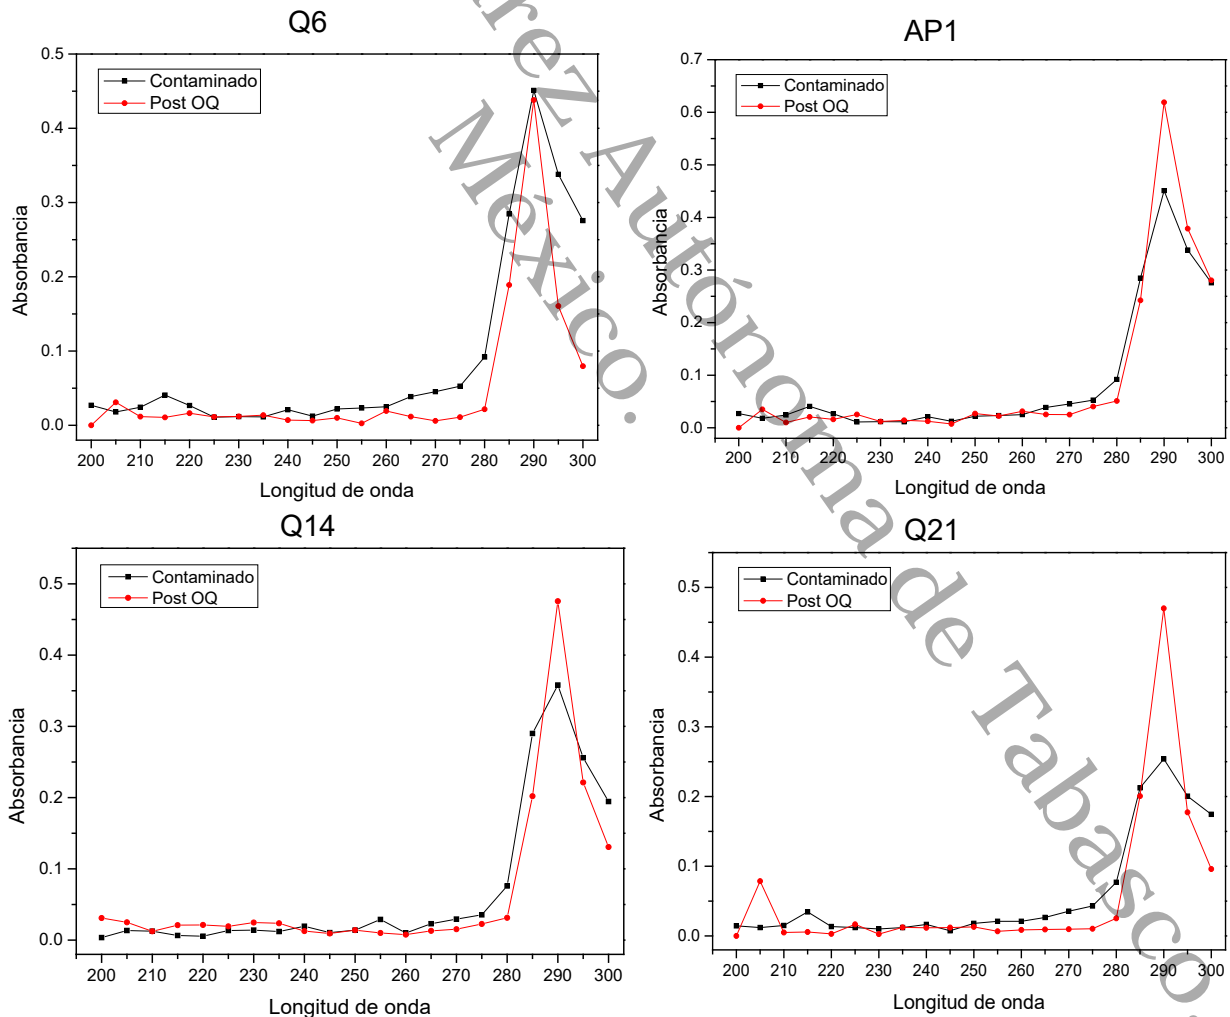 Q6
Contaminado
Post OQ
Absorbancia
0.5
0.4
0.3
0.2
0.1
0.0
200 210 220 230 240 250 260 270 280 290 300
Longitud de onda
AP1
Contaminado
Post OQ
Absorbancia
0.7
0.6
0.5
0.4
0.3
0.2
0.1
0.0
200 210 220 230 240 250 260 270 280 290 300
Longitud de onda
Q14
Contaminado
Post OQ
Absorbancia
0.5
0.4
0.3
0.2
0.1
0.0
200 210 220 230 240 250 260 270 280 290 300
Longitud de onda
Q21
Contaminado
Post OQ
Absorbancia
0.5
0.4
0.3
0.2
0.1
0.0
200 210 220 230 240 250 260 270 280 290 300
Longitud de onda
Autónoma de Tabasco.
México.